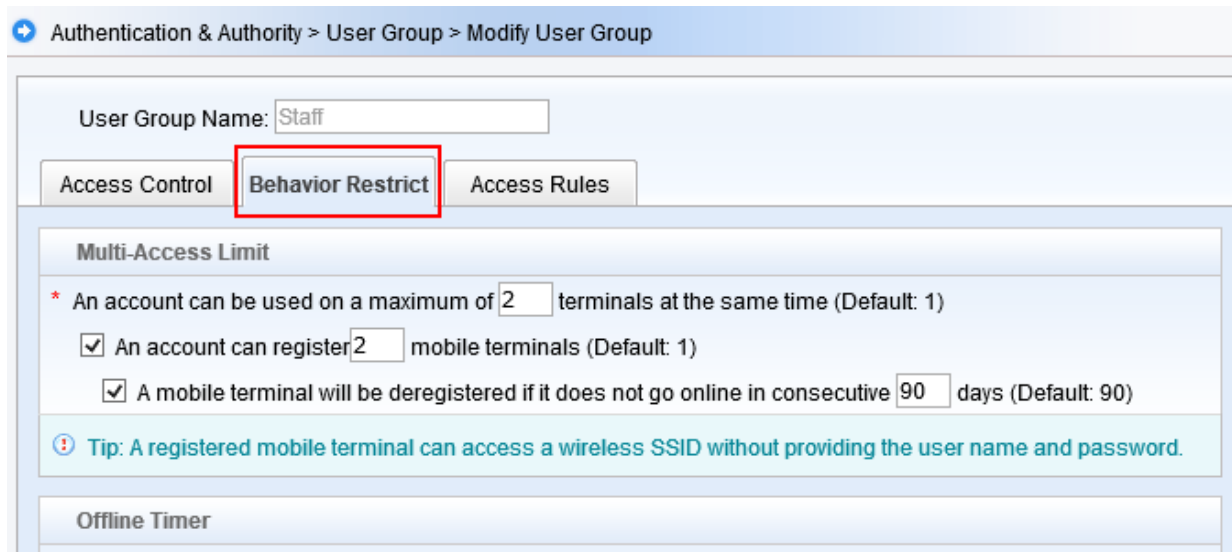 Authentication & Authority > User Group > Modify User Group
User Group Name: Staff
Access Control Behavior Restrict Access Rules
Multi-Access Limit
* An account can be used on a maximum of 2 terminals at the same time (Default: 1)
An account can register 2 mobile terminals (Default: 1)
A mobile terminal will be deregistered if it does not go online in consecutive 90 days (Default: 90)
Tip: A registered mobile terminal can access a wireless SSID without providing the user name and password.
Offline Timer